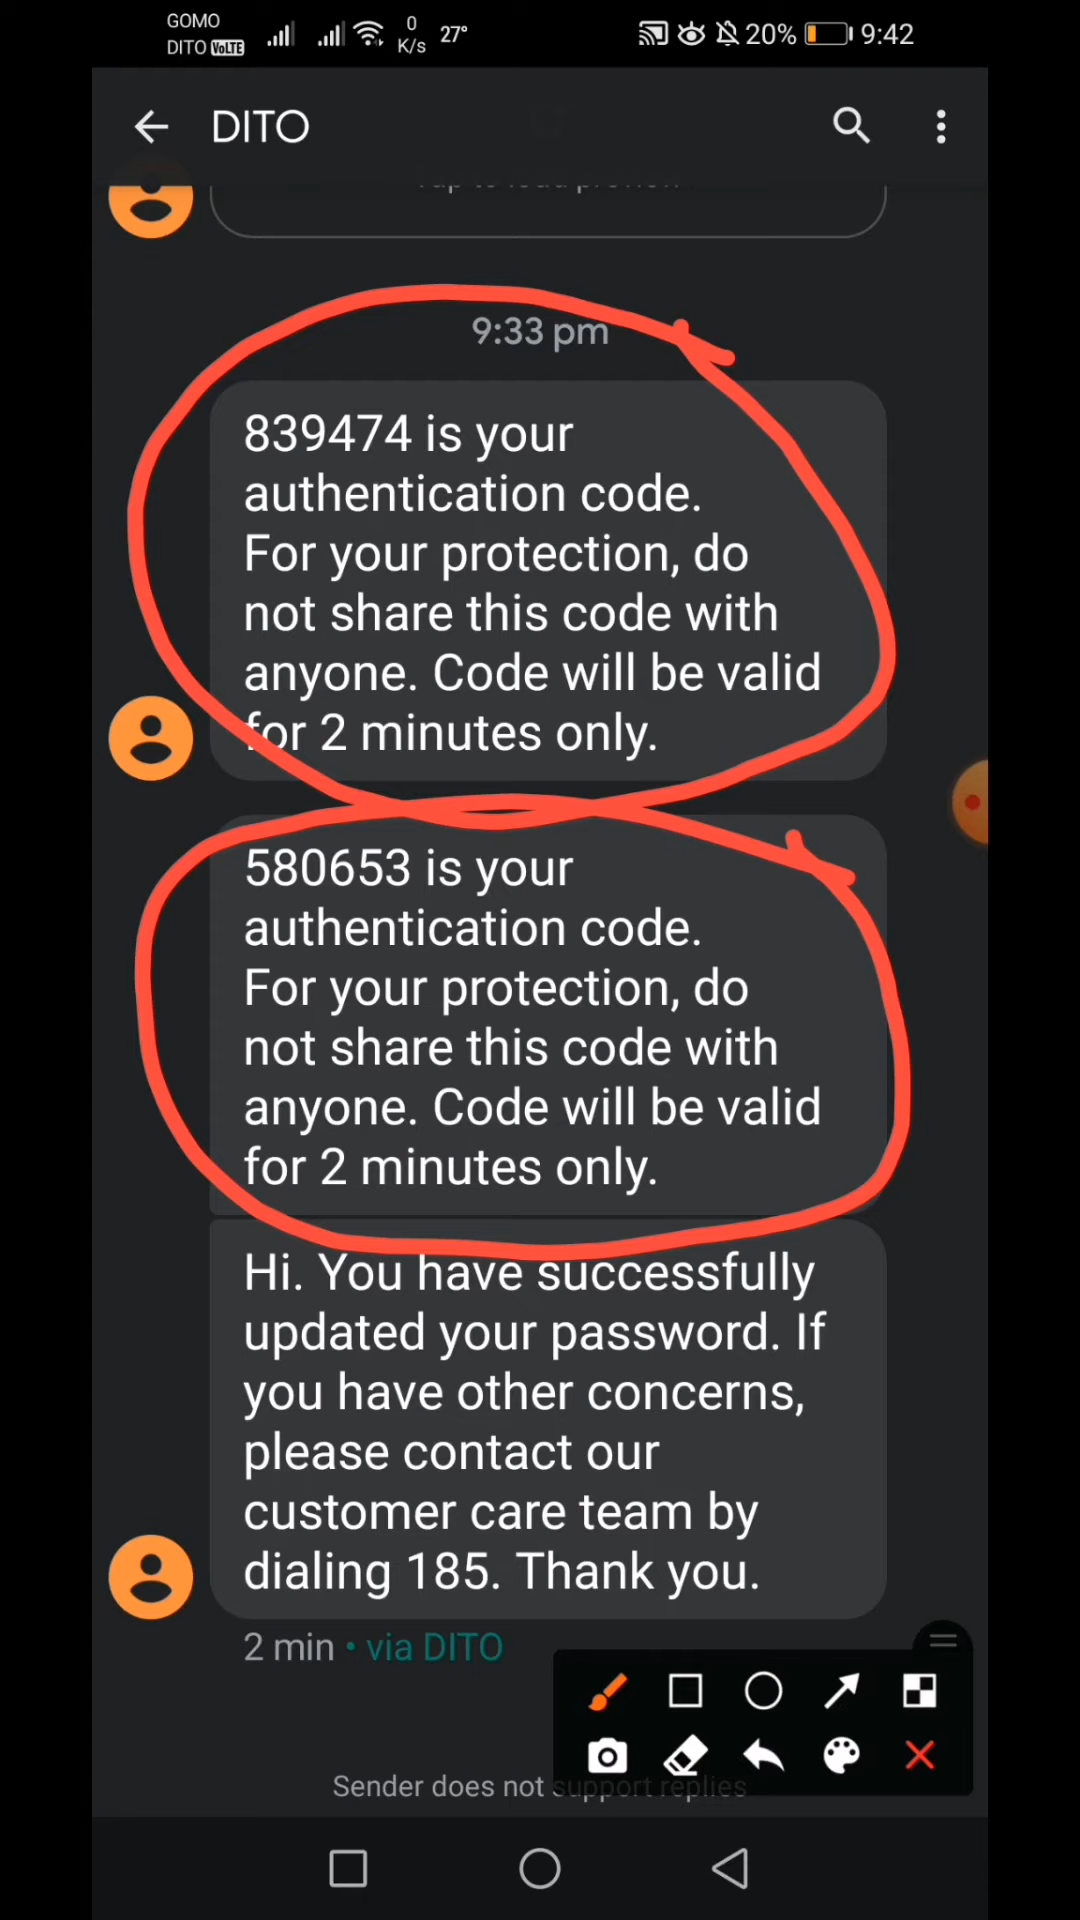 GOMO
DITO VoLTE
0
K/s
27°
20%
9:42
DITO
9:33 pm
839474 is your
authentication code.
For your protection, do
not share this code with
anyone. Code will be valid
for 2 minutes only.
580653 is your
authentication code.
For your protection, do
not share this code with
anyone. Code will be valid
for 2 minutes only.
Hi. You have successfully
updated your password. If
you have other concerns,
please contact our
customer care team by
dialing 185. Thank you.
2 min • via DITO
Sender does not support replies